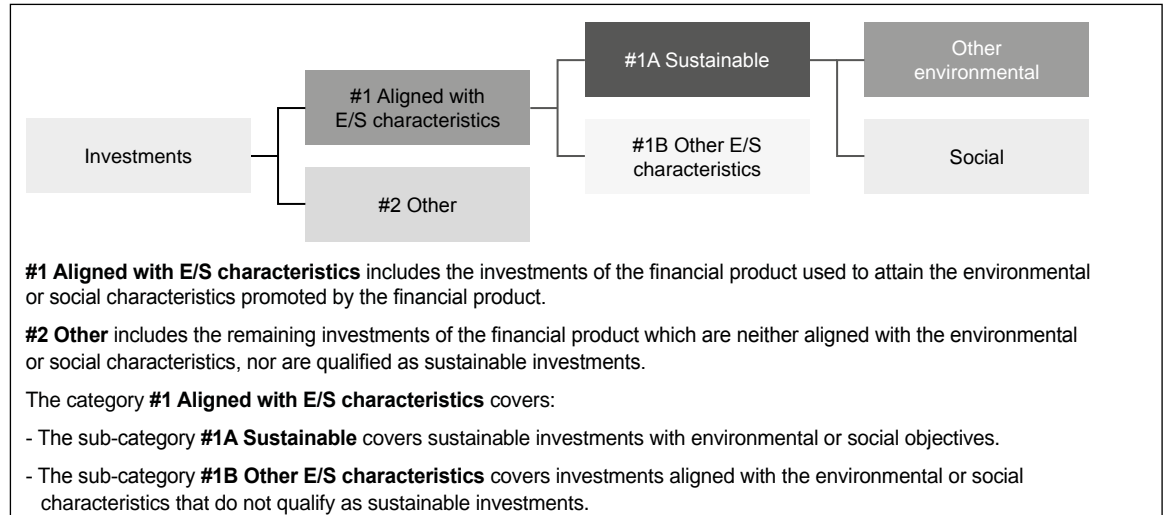 #1A Sustainable
Other
environmental
#1 Aligned with
E/S characteristics
Investments
#1B Other E/S
characteristics
Social
#2 Other
#1 Aligned with E/S characteristics includes the investments of the financial product used to attain the environmental
or social characteristics promoted by the financial product.
#2 Other includes the remaining investments of the financial product which are neither aligned with the environmental
or social characteristics, nor are qualified as sustainable investments.
The category #1 Aligned with E/S characteristics covers:
- The sub-category #1A Sustainable covers sustainable investments with environmental or social objectives.
- The sub-category #1B Other E/S characteristics covers investments aligned with the environmental or social
characteristics that do not qualify as sustainable investments.